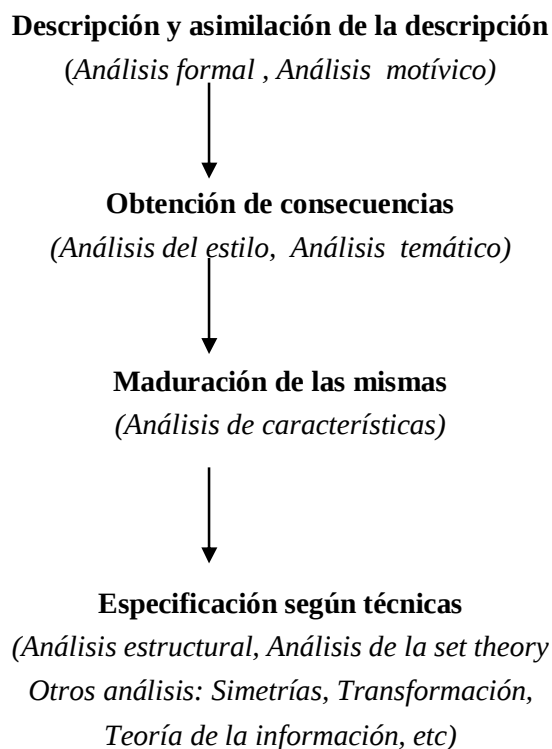 Descripción y asimilación de la descripción
(Análisis formal , Análisis motívico)
Obtención de consecuencias
(Análisis del estilo, Análisis temático)
Maduración de las mismas
(Análisis de características)
Especificación según técnicas
(Análisis estructural, Análisis de la set theory
Otros análisis: Simetrías, Transformación,
Teoría de la información, etc)